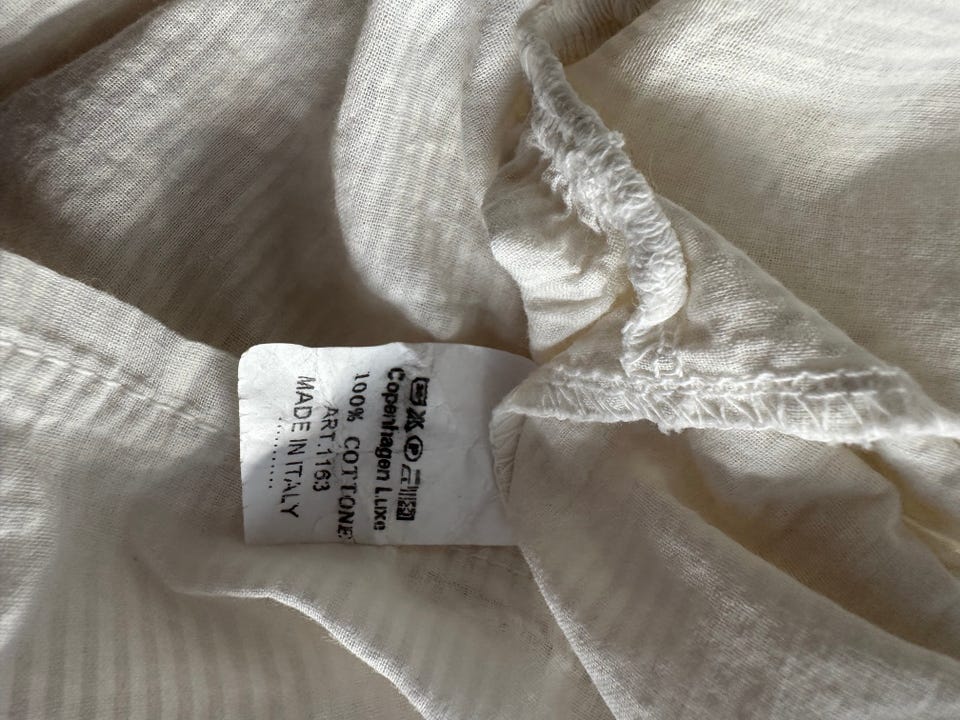 Copenhagen Luxe
100% COTTONE
ART.1163
MADE IN ITALY
..........